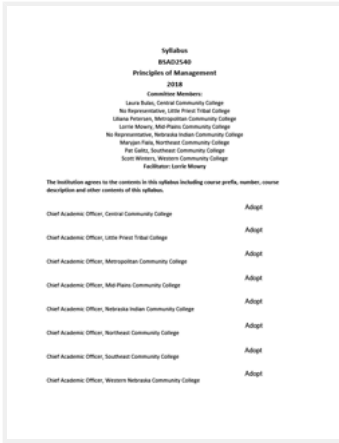 Syllabus
BSAD2540
Principles of Management
2018
Committee Members:
Laura Bulas, Central Community College
No Representative, Little Priest Tribal College
Liliana Petersen, Metropolitan Community College
Lorrie Mowry, Mid-Plains Community College
No Representative, Nebraska Indian Community College
Maryjan Fiala, Northeast Community College
Pat Galitz, Southeast Community College
Scott Winters, Western Community College
Facilitator: Lorrie Mowry
The Institution agrees to the contents in this syllabus including course prefix, number, course
description and other contents of this syllabus.
Adopt
Chief Academic Officer, Central Community College
Adopt
Chief Academic Officer, Little Priest Tribal College
Adopt
Chief Academic Officer, Metropolitan Community College
Adopt
Chief Academic Officer, Mid-Plains Community College
Adopt
Chief Academic Officer, Nebraska Indian Community College
Adopt
Chief Academic Officer, Northeast Community College
Adopt
Chief Academic Officer, Southeast Community College
Adopt
Chief Academic Officer, Western Nebraska Community College